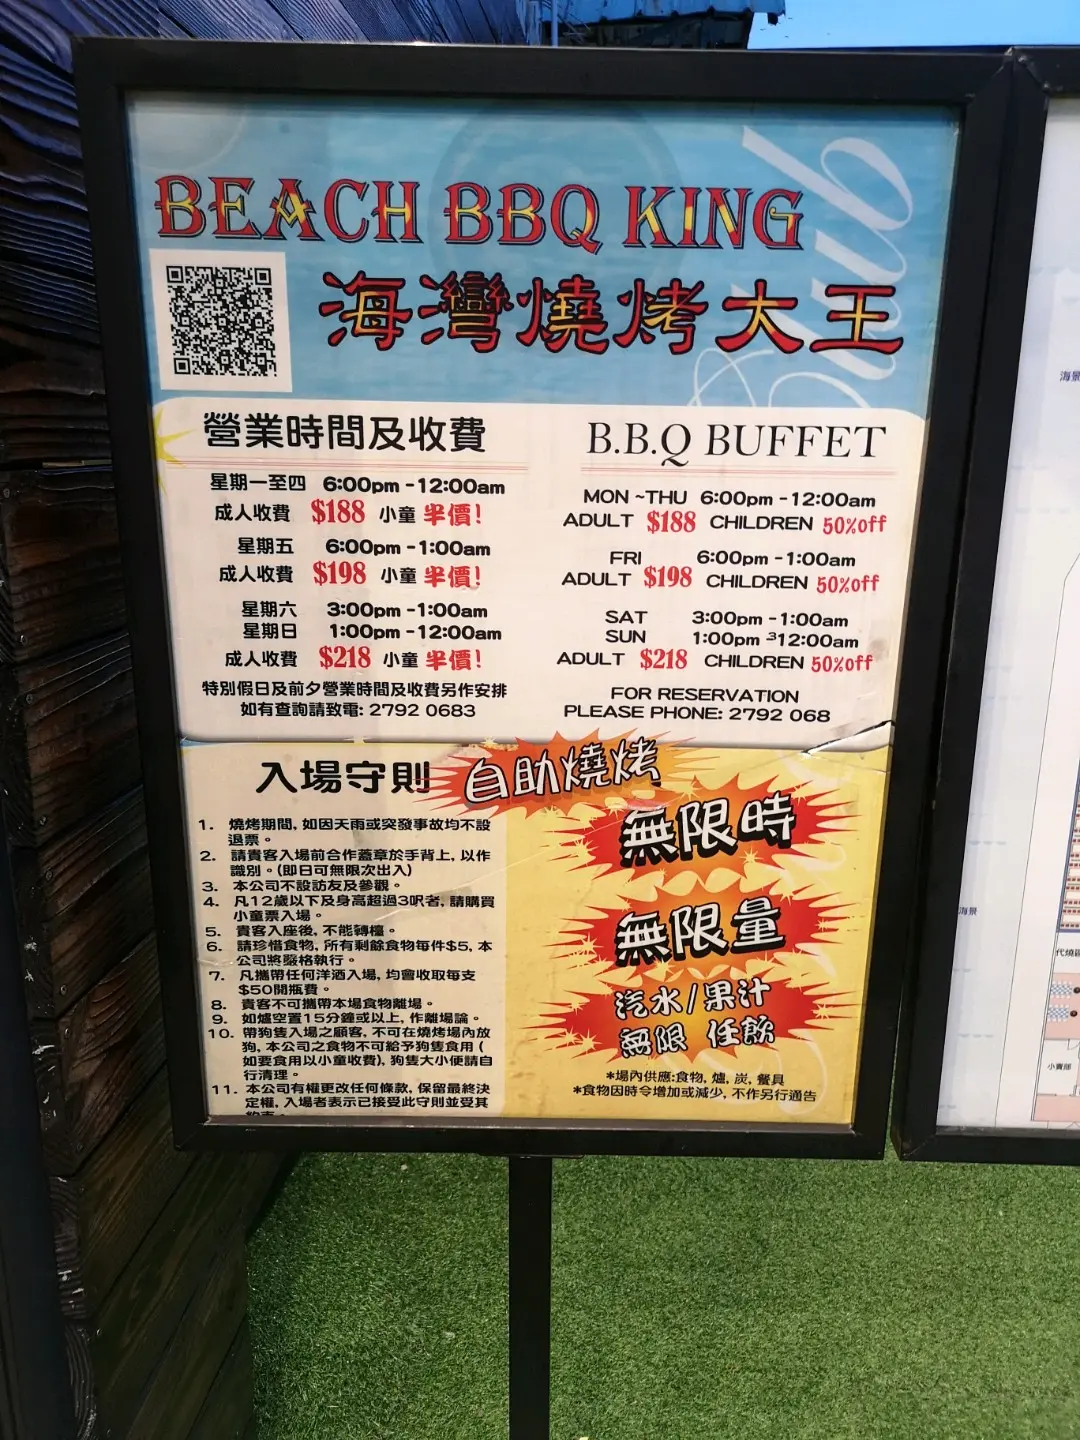 BEACH BBQ KING
海灣燒烤大王
Club
營業時間及收費
星期一至四 6:00pm -12:00am
成人收費 $188 小童 半價!
星期五 6:00pm -1:00am
成人收費 $198 小童 半價!
星期六 3:00pm -1:00am
星期日 1:00pm -12:00am
成人收費 $218 小童 半價!
特別假日及前夕營業時間及收費另作安排
如有查詢請致電: 2792 0683
B.B.Q BUFFET
MON ~THU 6:00pm -12:00am
ADULT $188 CHILDREN 50%off
FRI 6:00pm -1:00am
ADULT $198 CHILDREN 50%off
SAT 3:00pm -1:00am
SUN 1:00pm 12:00am
ADULT $218 CHILDREN 50%off
FOR RESERVATION
PLEASE PHONE: 2792 068
入場守則
1. 燒烤期間, 如因天雨或突發事故均不設
退票。
2. 請貴客入場前合作蓋章於手背上, 以作
識別。(即日可無限次出入)
3. 本公司不設訪友及參觀。
4. 凡12歲以下及身高超過3呎者, 請購買
小童票入場。
5. 貴客入座後, 不能轉檯。
6. 請珍惜食物, 所有剩餘食物每件$5, 本
公司將嚴格執行。
7. 凡攜帶任何洋酒入場, 均會收取每支
$50開瓶費。
8. 貴客不可攜帶本場食物離場。
9. 如爐空置15分鐘或以上, 作離場論。
10. 帶狗隻入場之顧客, 不可在燒烤場內放
狗, 本公司之食物不可給予狗隻食用 (
如要食用以小童收費), 狗隻大小便請自
行清理。
11. 本公司有權更改任何條款, 保留最終決
定權, 入場者表示已接受此守則並受其
自助燒烤
無限時
無限量
汽水/果汁
無限 任飲
*場內供應:食物, 爐, 炭, 餐具
*食物因時令增加或減少, 不作另行通告
海景
海景
代燒區
小賣部